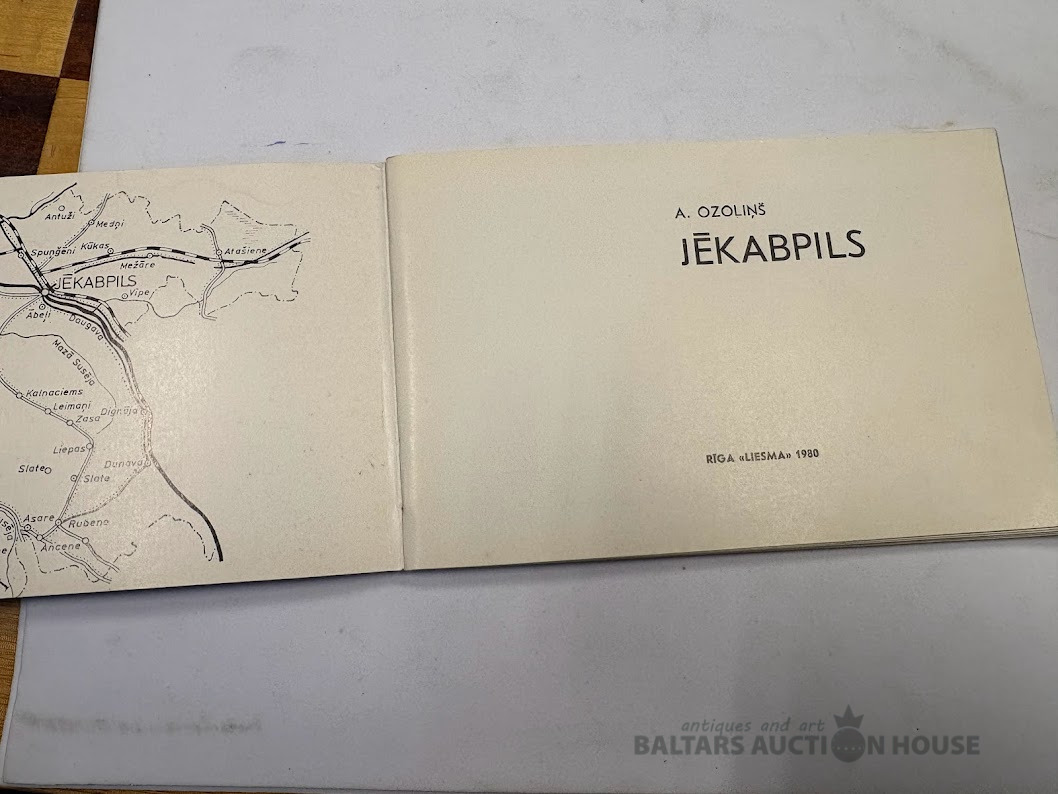 Antuži
Medņi
Spunģēni
Kūkas
Mežāre
Atašiene
JĒKABPILS
Vīpe
Ābeļi
Daugava
Mazā Susēja
Kalnaciems
Leimaņi
Zasa
Dignāja
Liepas
Dunava
Slate
Slate
Asare
Rubene
Ancene
A. OZOLIŅŠ
JĒKABPILS
RĪGA «LIESMA» 1980
antiques and art
BALTARS AUCTION HOUSE